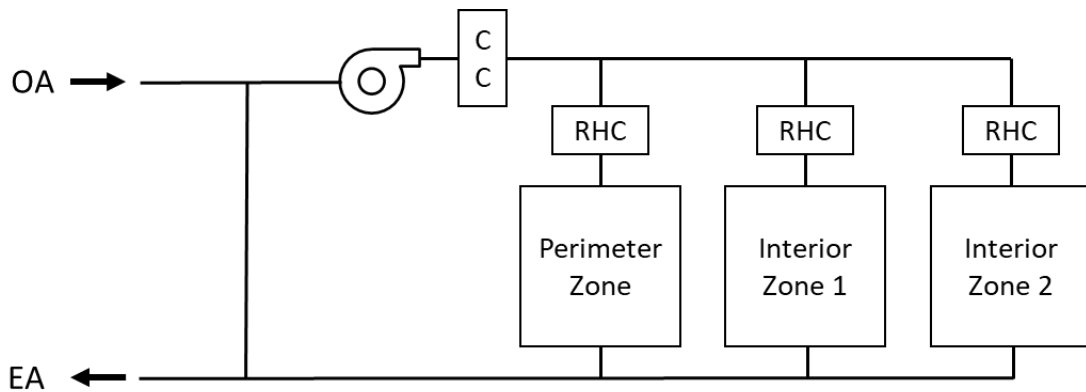 C
C
OA
RHC
RHC
RHC
Perimeter
Zone
Interior
Zone 1
Interior
Zone 2
EA